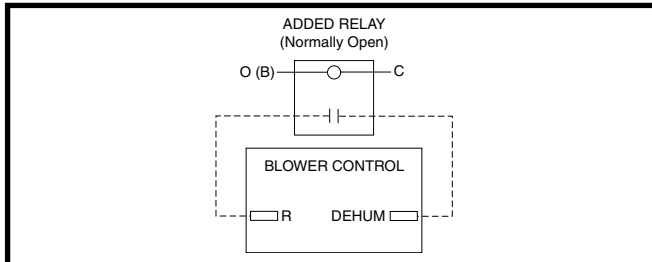 ADDED RELAY
(Normally Open)
O (B) C
BLOWER CONTROL
R DEHUM